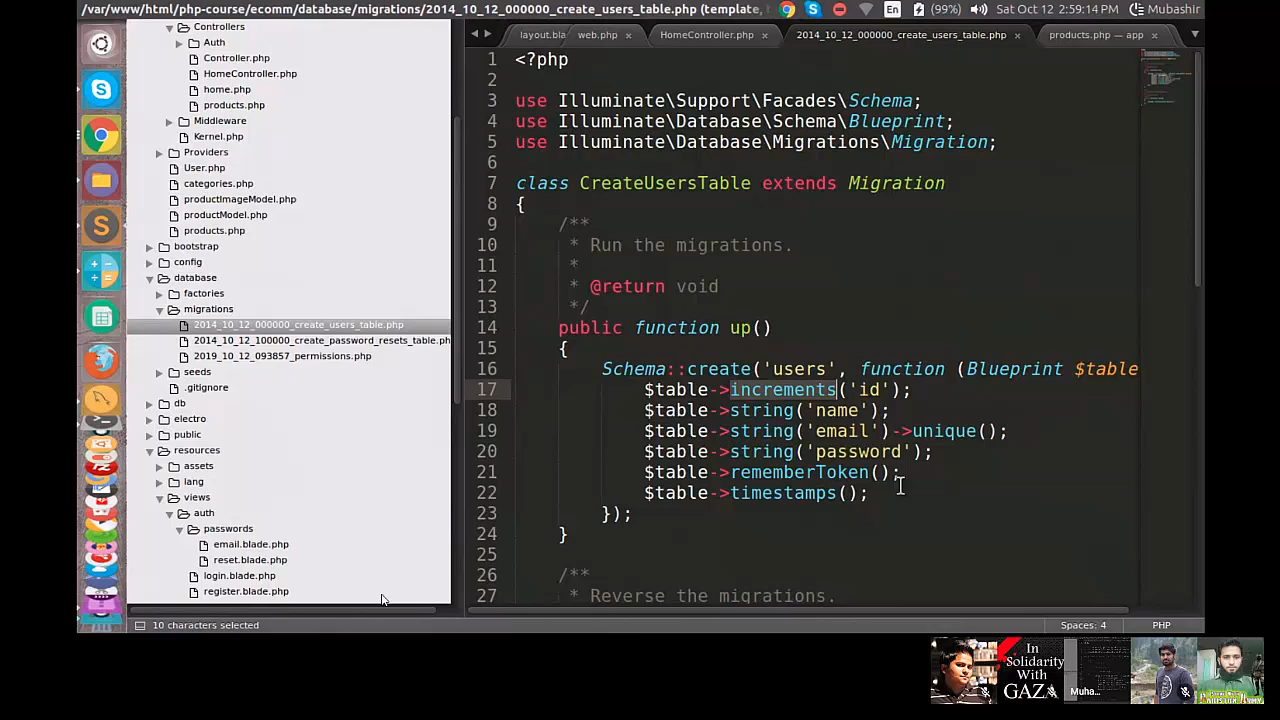 /var/www/html/php-course/ecomm/database/migrations/2014_10_12_000000_create_users_table.php (template,
En
(99%)
Sat Oct 12 2:59:14 PM
Mubashir
Controllers
Auth
Controller.php
HomeController.php
home.php
products.php
Middleware
Kernel.php
Providers
User.php
categories.php
productImageModel.php
productModel.php
products.php
bootstrap
config
database
factories
migrations
2014_10_12_000000_create_users_table.php
2014_10_12_100000_create_password_resets_table.ph
2019_10_12_093857_permissions.php
seeds
.gitignore
db
electro
public
resources
assets
lang
views
auth
passwords
email.blade.php
reset.blade.php
login.blade.php
register.blade.php
layout.bla
web.php
HomeController.php
2014_10_12_000000_create_users_table.php
products.php — app
1 <?php
2
3 use Illuminate\Support\Facades\Schema;
4 use Illuminate\Database\Schema\Blueprint;
5 use Illuminate\Database\Migrations\Migration;
6
7 class CreateUsersTable extends Migration
8 {
9 /**
10 * Run the migrations.
11 *
12 * @return void
13 */
14 public function up()
15 {
16 Schema::create('users', function (Blueprint $table
17 $table->increments('id');
18 $table->string('name');
19 $table->string('email')->unique();
20 $table->string('password');
21 $table->rememberToken();
22 $table->timestamps();
23 });
24 }
25
26 /**
27 * Reverse the migrations.
10 characters selected
Spaces: 4
PHP
In
Solidarity
With
GAZA
Muha...